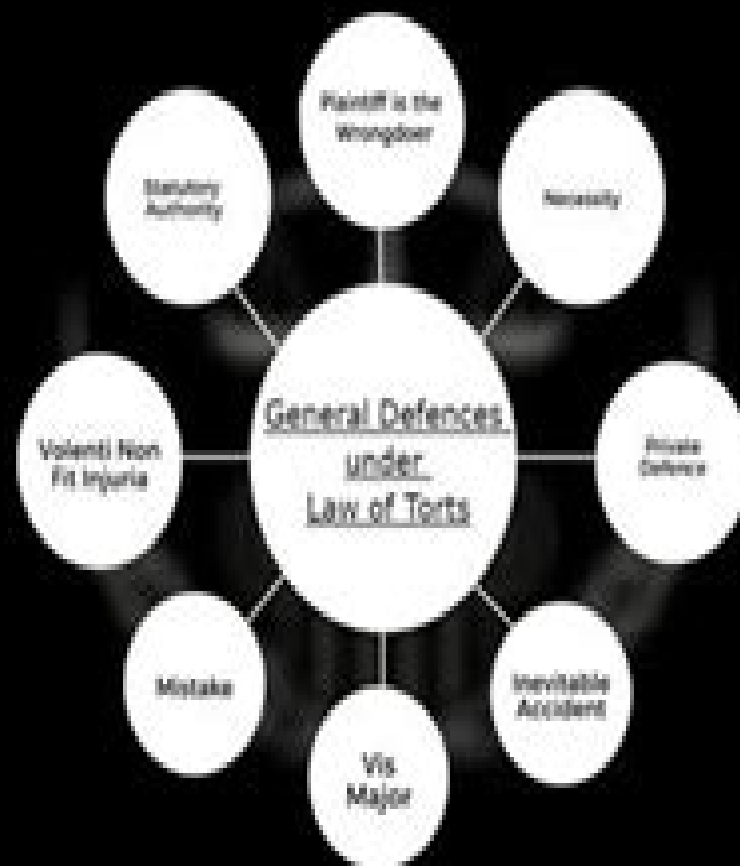 Plaintiff is the
Wrongdoer
Necessity
Private
Defence
Inevitable
Accident
Vis
Major
Mistake
Volenti Non
Fit Injuria
Statutory
Authority
General Defences
under
Law of Torts